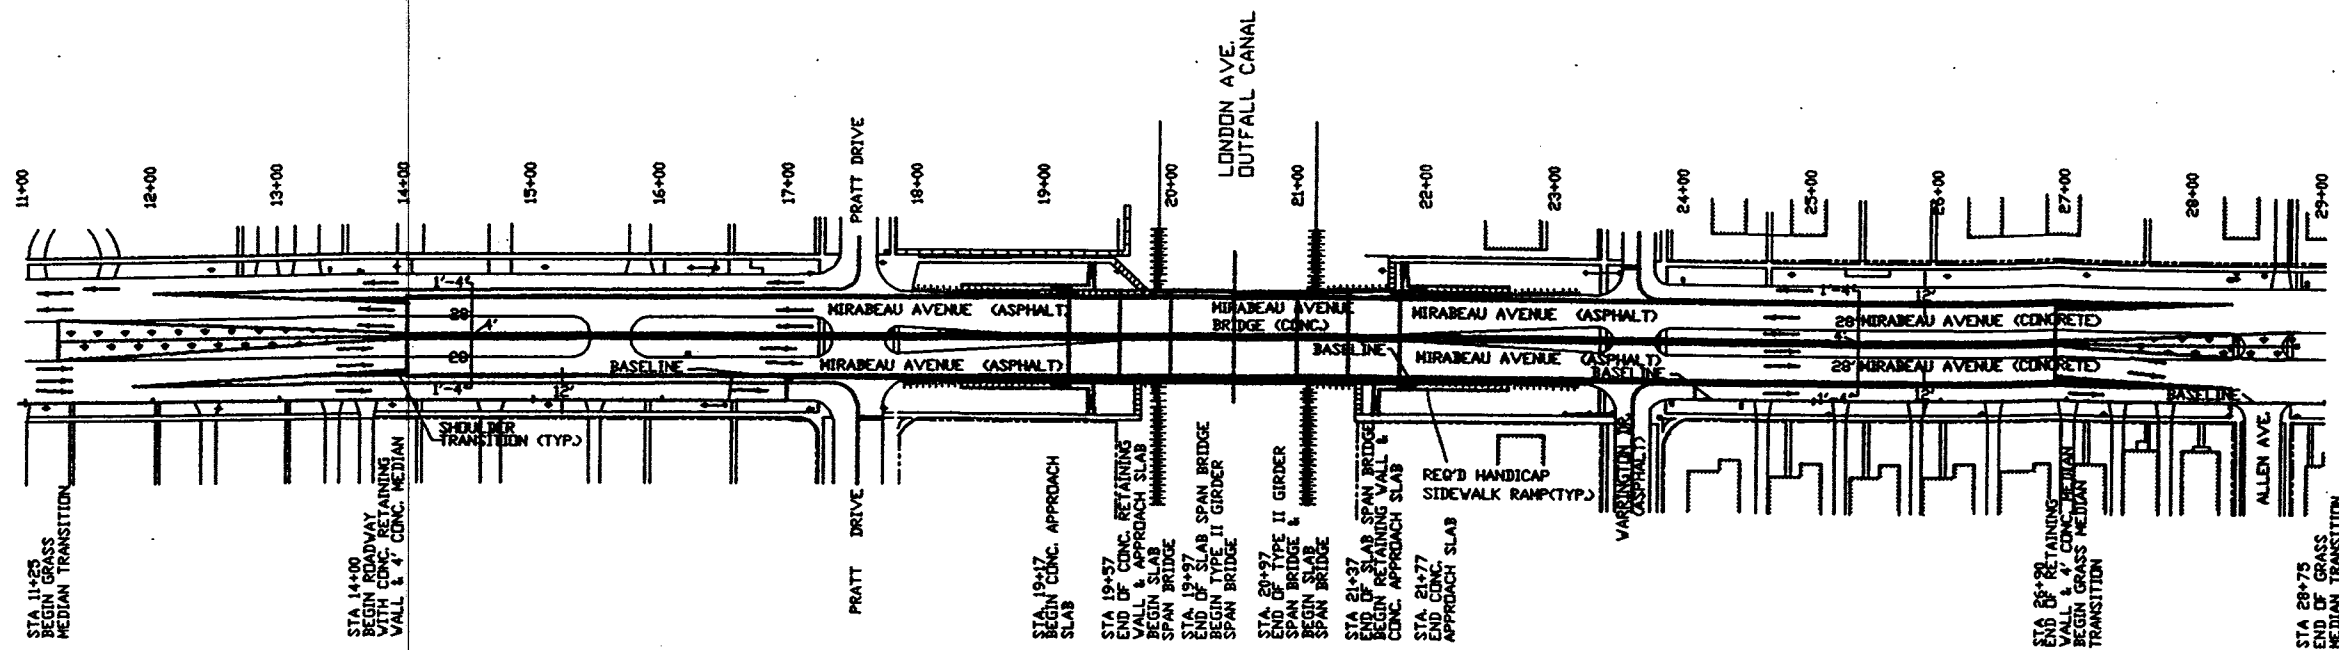 11+00
12+00
13+00
14+00
15+00
16+00
17+00
PRATT DRIVE
18+00
19+00
20+00
LONDON AVE.
OUTFALL CANAL
21+00
22+00
23+00
24+00
25+00
26+00
27+00
28+00
29+00
1'-4"
28'
4'
28'
1'-4"
12'
BASELINE
SHOULDER
TRANSITION (TYP.)
MIRABEAU AVENUE (ASPHALT)
MIRABEAU AVENUE (ASPHALT)
MIRABEAU AVENUE
BRIDGE (CONC.)
MIRABEAU AVENUE (ASPHALT)
BASELINE
MIRABEAU AVENUE (ASPHALT)
BASELINE
1'-4"
12'
28' MIRABEAU AVENUE (CONCRETE)
4'
28' MIRABEAU AVENUE (CONCRETE)
1'-4"
12'
BASELINE
REQ'D HANDICAP
SIDEWALK RAMP(TYP.)
WARRINGTON DR.
(ASPHALT)
ALLEN AVE.
PRATT DRIVE
STA 11+25
BEGIN GRASS
MEDIAN TRANSITION
STA 14+00
BEGIN ROADWAY
WITH CONC. RETAINING
WALL & 4' CONC. MEDIAN
STA. 19+17
BEGIN CONC. APPROACH
SLAB
STA 19+57
END OF CONC. RETAINING
WALL & APPROACH SLAB
BEGIN SLAB
SPAN BRIDGE
STA. 19+97
END OF SLAB SPAN BRIDGE
BEGIN TYPE II GIRDER
SPAN BRIDGE
STA. 20+97
END OF TYPE II GIRDER
SPAN BRIDGE &
BEGIN SLAB
SPAN BRIDGE
STA 21+37
END OF SLAB SPAN BRIDGE
BEGIN RETAINING WALL &
CONC. APPROACH SLAB
STA. 21+77
END CONC.
APPROACH SLAB
STA 26+90
END OF RETAINING
WALL & 4' CONC. MEDIAN
BEGIN GRASS MEDIAN
TRANSITION
STA 28+75
END OF GRASS
MEDIAN TRANSITION